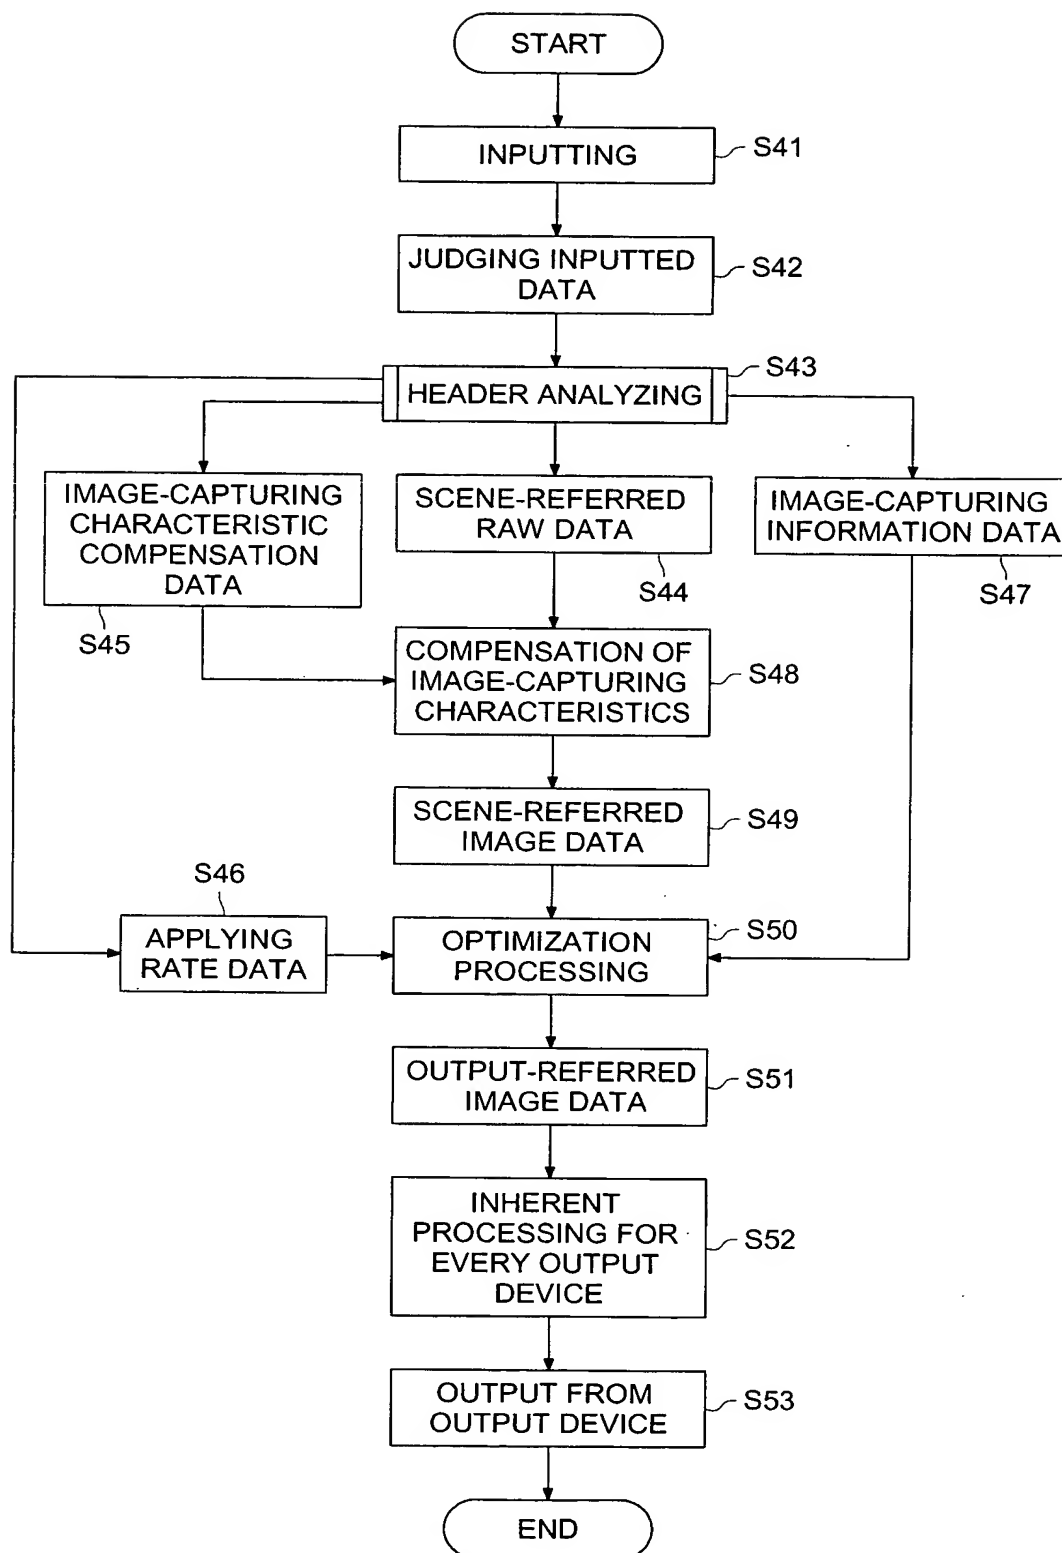 START
INPUTTING
S41
JUDGING INPUTTED
DATA
S42
HEADER ANALYZING
S43
IMAGE-CAPTURING
CHARACTERISTIC
COMPENSATION
DATA
S45
SCENE-REFERRED
RAW DATA
S44
IMAGE-CAPTURING
INFORMATION DATA
S47
COMPENSATION OF
IMAGE-CAPTURING
CHARACTERISTICS
S48
SCENE-REFERRED
IMAGE DATA
S49
S46
APPLYING
RATE DATA
OPTIMIZATION
PROCESSING
S50
OUTPUT-REFERRED
IMAGE DATA
S51
INHERENT
PROCESSING FOR
EVERY OUTPUT
DEVICE
S52
OUTPUT FROM
OUTPUT DEVICE
S53
END